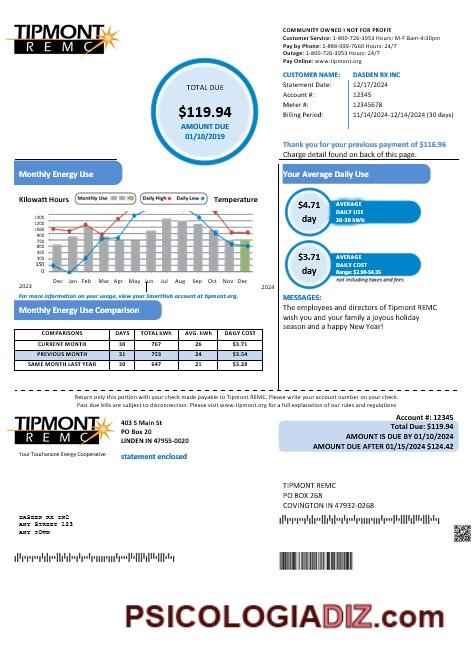 TIPMONT
REMC
COMMUNITY OWNED I NOT FOR PROFIT
Customer Service: 1-800-726-3953 Hours: M-F 8am-4:30pm
Pay by Phone: 1-888-999-7660 Hours: 24/7
Outage: 1-800-726-3953 Hours: 24/7
Pay Online: www.tipmont.org
CUSTOMER NAME: DASDEN RX INC
Statement Date: 12/17/2024
Account #: 12345
Meter #: 12345678
Billing Period: 11/14/2024-12/14/2024 (30 days)
TOTAL DUE
$119.94
AMOUNT DUE
01/10/2019
Thank you for your previous payment of $116.96
Charge detail found on back of this page.
Monthly Energy Use
Kilowatt Hours Monthly Use Daily High Daily Low Temperature
1300
1200
1050
900
750
600
450
300
150
0
Dec Jan Feb Mar Apr May Jun Jul Aug Sep Oct Nov Dec
2023 2024
For more information on your usage, view your SmartHub account at tipmont.org.
Your Average Daily Use
$4.71
day
AVERAGE
DAILY USE
$3.71
day
AVERAGE
DAILY COST
Range: $2.99-$4.35
not including taxes and fees
MESSAGES:
The employees and directors of Tipmont REMC
wish you and your family a joyous holiday
season and a happy New Year!
Monthly Energy Use Comparison
COMPARISONS DAYS TOTAL kWh AVG. kWh DAILY COST
CURRENT MONTH 30 767 26 $3.71
PREVIOUS MONTH 31 753 24 $3.54
SAME MONTH LAST YEAR 30 647 21 $3.28
Return only this portion with your check made payable to Tipmont REMC. Please write your account number on your check.
Past due bills are subject to disconnection. Please visit www.tipmont.org for a full explanation of our rules and regulations
TIPMONT
REMC
Your Touchstone Energy Cooperative
403 S Main St
PO Box 20
LINDEN IN 47955-0020
statement enclosed
Account #: 12345
Total Due: $119.94
AMOUNT IS DUE BY 01/10/2024
AMOUNT DUE AFTER 01/15/2024 $124.42
TIPMONT REMC
PO BOX 268
COVINGTON IN 47932-0268
DASDEN RX INC
ANY STREET 123
ANY TOWN
PSICOLOGIADIZ.com